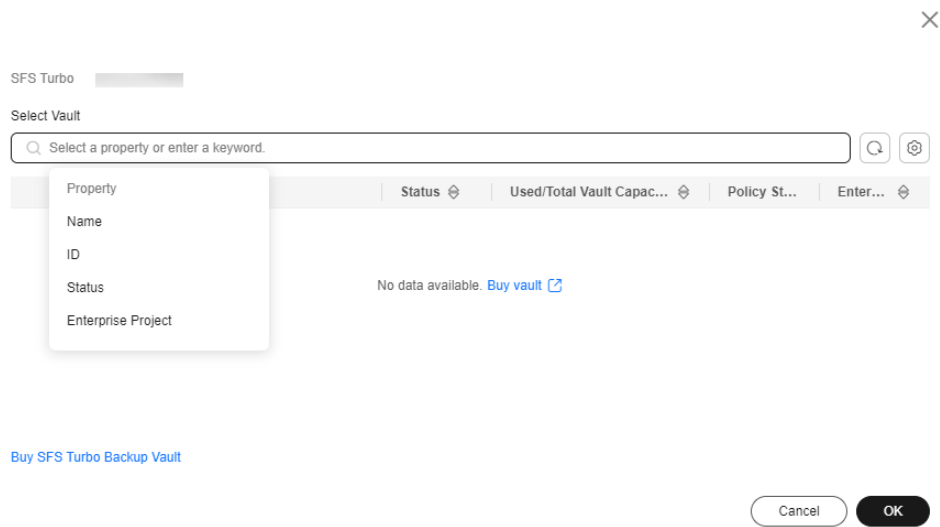 SFS Turbo
Select Vault
Select a property or enter a keyword.
Property
Name
ID
Status
Enterprise Project
Status Used/Total Vault Capac... Policy St... Enter...
No data available. Buy vault
Buy SFS Turbo Backup Vault
Cancel OK